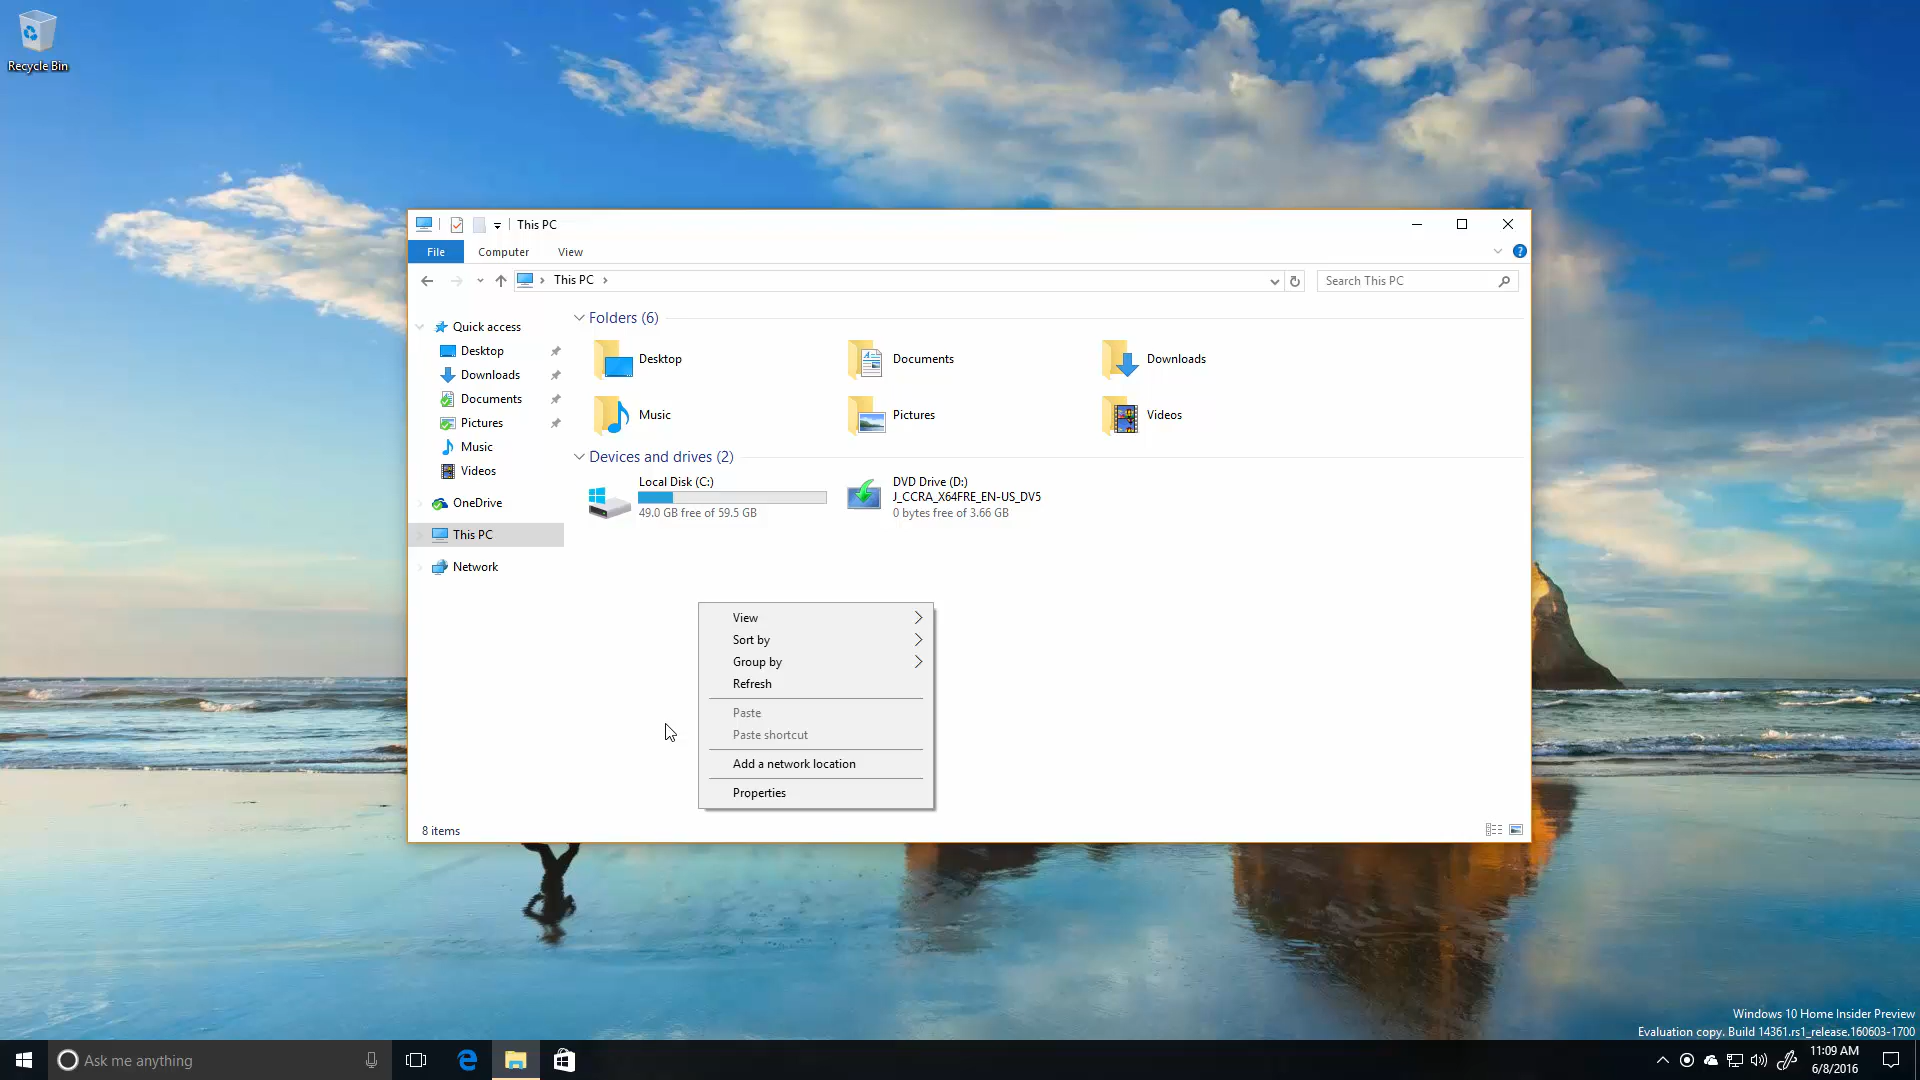 Recycle Bin
This PC
File
Computer
View
This PC
Search This PC
Quick access
Desktop
Downloads
Documents
Pictures
Music
Videos
OneDrive
This PC
Network
Folders (6)
Desktop
Documents
Downloads
Music
Pictures
Videos
Devices and drives (2)
Local Disk (C:)
49.0 GB free of 59.5 GB
DVD Drive (D:)
J_CCRA_X64FRE_EN-US_DV5
0 bytes free of 3.66 GB
View
Sort by
Group by
Refresh
Paste
Paste shortcut
Add a network location
Properties
8 items
Windows 10 Home Insider Preview
Evaluation copy. Build 14361.rs1_release.160603-1700
Ask me anything
11:09 AM
6/8/2016